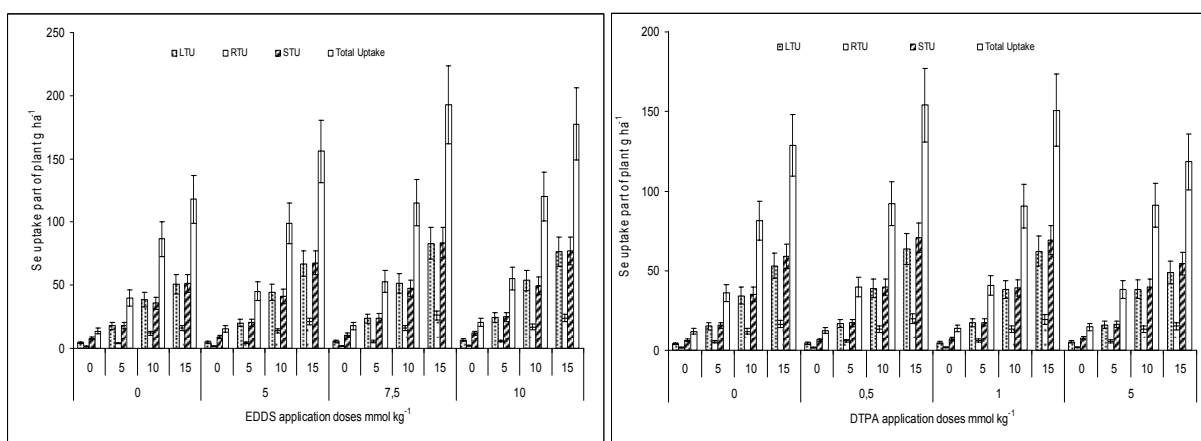 250
200
150
100
50
0
Se uptake part of plant g ha-1
LTU RTU STU Total Uptake
0 5 10 15 0 5 10 15 0 5 10 15 0 5 10 15
0 5 7,5 10
EDDS application doses mmol kg-1
200
150
100
50
0
Se uptake part of plant g ha-1
LTU RTU STU Total Uptake
0 5 10 15 0 5 10 15 0 5 10 15 0 5 10 15
0 0,5 1 5
DTPA application doses mmol kg-1